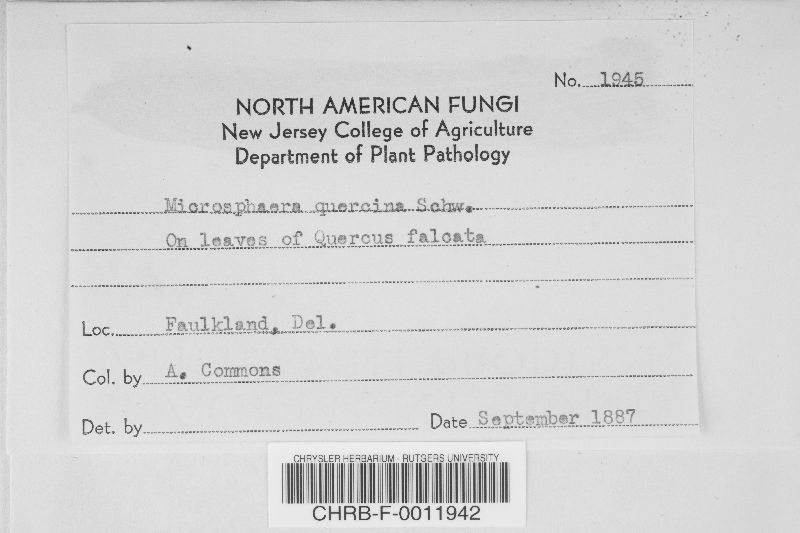 No. 1945
NORTH AMERICAN FUNGI
New Jersey College of Agriculture
Department of Plant Pathology
Microsphaera quercina Schw.
On leaves of Quercus falcata
Loc. Faulkland, Del.
Col. by A. Commons
Det. by
Date September 1887
CHRYSLER HERBARIUM - RUTGERS UNIVERSITY
CHRB-F-0011942